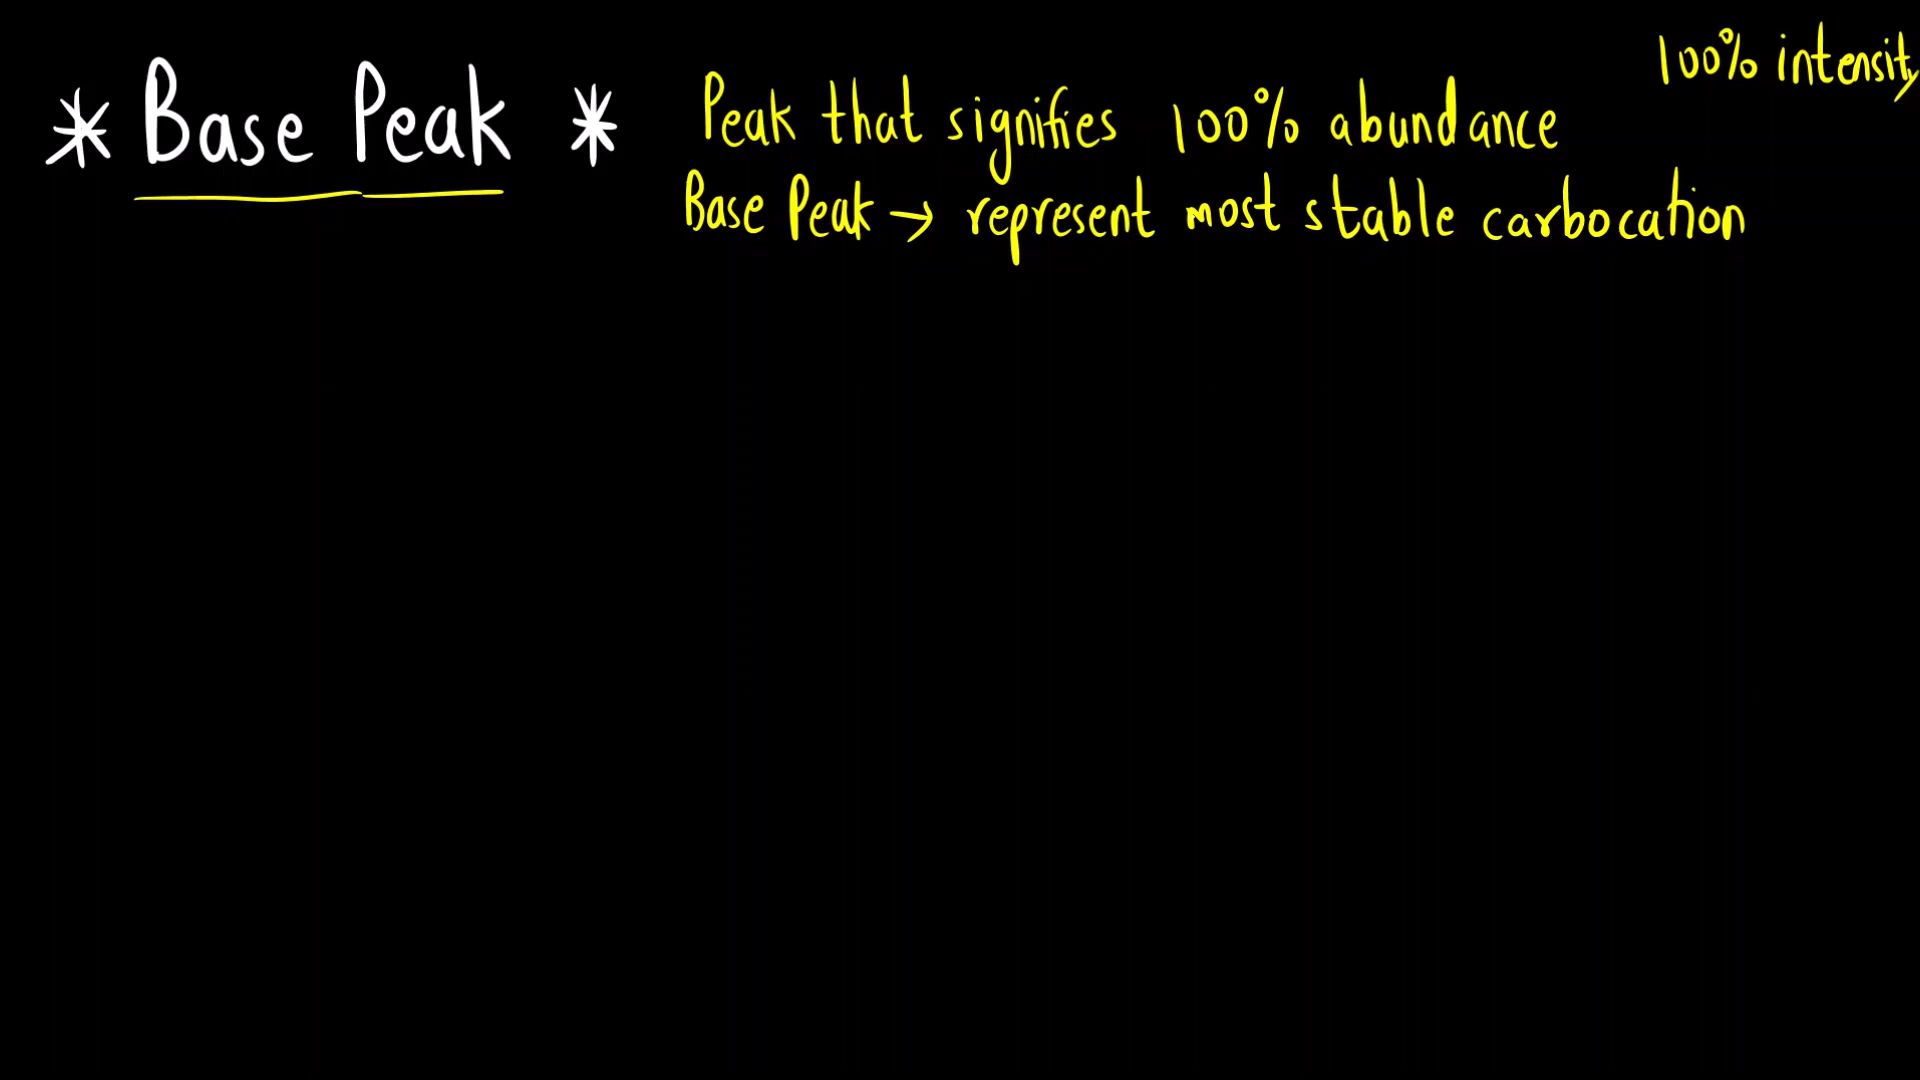 100% intensity
* Base Peak * Peak that signifies 100% abundance
Base Peak → represent most stable carbocation